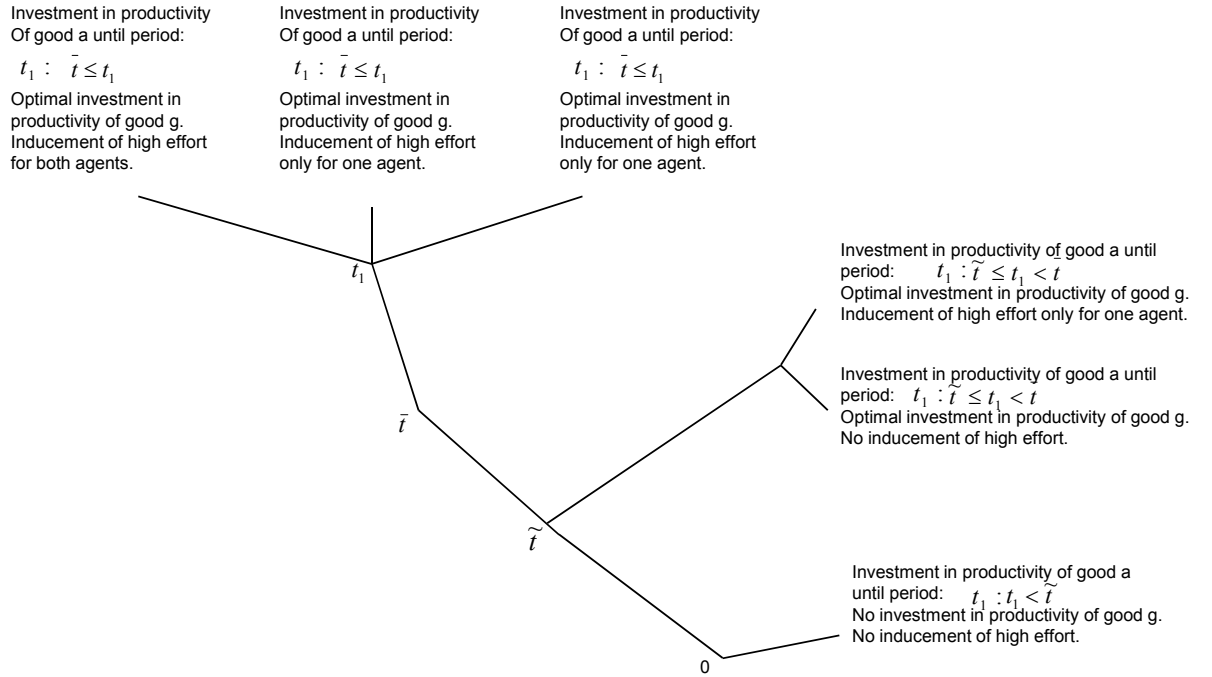 Investment in productivity
Of good a until period:
t₁ : t̄ ≤ t₁
Optimal investment in
productivity of good g.
Inducement of high effort
for both agents.
Investment in productivity
Of good a until period:
t₁ : t̄ ≤ t₁
Optimal investment in
productivity of good g.
Inducement of high effort
only for one agent.
Investment in productivity
Of good a until period:
t₁ : t̄ ≤ t₁
Optimal investment in
productivity of good g.
Inducement of high effort
only for one agent.
t₁
Investment in productivity of good a until
period: t₁ : t̃ ≤ t₁ < t̄
Optimal investment in productivity of good g.
Inducement of high effort only for one agent.
Investment in productivity of good a until
period: t₁ : t̃ ≤ t₁ < t̄
Optimal investment in productivity of good g.
No inducement of high effort.
t̄
t̃
Investment in productivity of good a
until period: t₁ : t₁ < t̃
No investment in productivity of good g.
No inducement of high effort.
0